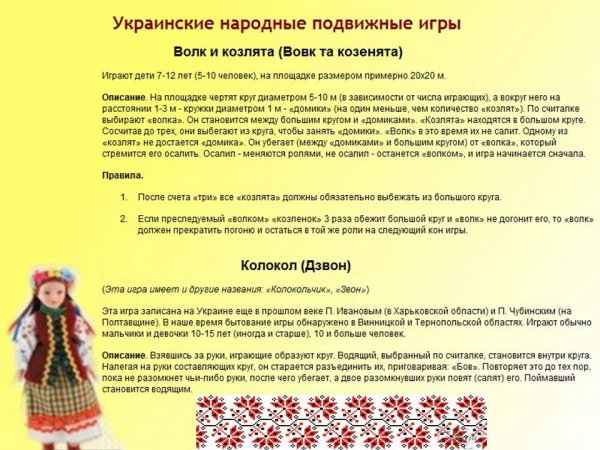 Украинские народные подвижные игры
Волк и козлята (Вовк та козенята)
Играют дети 7-12 лет (5-10 человек), на площадке размером примерно 20х20 м.
Описание. На площадке чертят круг диаметром 5-10 м (в зависимости от числа играющих), а вокруг него на
расстоянии 1-3 м - кружки диаметром 1 м - «домики» (на один меньше, чем количество «козлят»). По считалке
выбирают «волка». Он становится между большим кругом и «домиками». «Козлята» находятся в большом круге.
Сосчитав до трех, они выбегают из круга, чтобы занять «домики». «Волк» в это время их не салит. Одному из
«козлят» не достается «домика». Он убегает (между «домиками» и большим кругом) от «волка», который
стремится его осалить. Осалил - меняются ролями, не осалил - останется «волком», и игра начинается сначала.
Правила.
1. После счета «три» все «козлята» должны обязательно выбежать из большого круга.
2. Если преследуемый «волком» «козленок» 3 раза обежит большой круг и «волк» не догонит его, то «волк»
должен прекратить погоню и остаться в той же роли на следующий кон игры.
Колокол (Дзвон)
(Эта игра имеет и другие названия: «Колокольчик», «Звон»)
Эта игра записана на Украине еще в прошлом веке П. Ивановым (в Харьковской области) и П. Чубинским (на
Полтавщине). В наше время бытование игры обнаружено в Винницкой и Тернопольской областях. Играют обычно
мальчики и девочки 10-15 лет (иногда и старше), 10 и больше человек.
Описание. Взявшись за руки, играющие образуют круг. Водящий, выбранный по считалке, становится внутри круга.
Налегая на руки составляющих круг, он старается разъединить их, приговаривая: «Бов». Повторяет это до тех пор,
пока не разомкнет чьи-либо руки, после чего убегает, а двое разомкнувших руки ловят (салят) его. Поймавший
становится водящим.